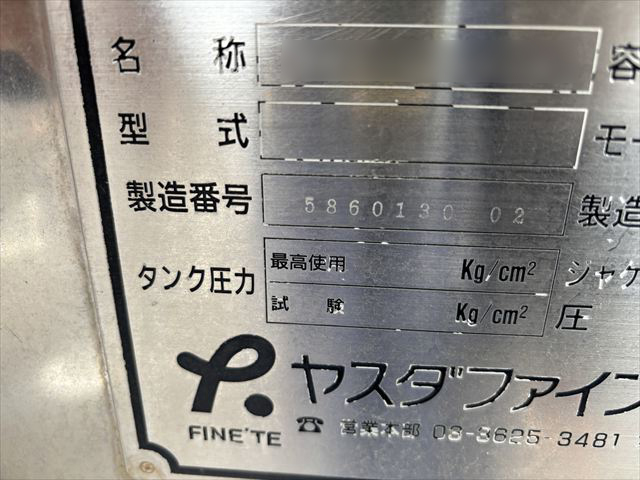 名称 容
型式 モー
製造番号 5860130 02 製造
タンク圧力 最高使用 Kg/cm² ジャケ
試験 Kg/cm² 圧
ヤスダファイン
FINE'TE ☎ 営業本部 03-3625-3481